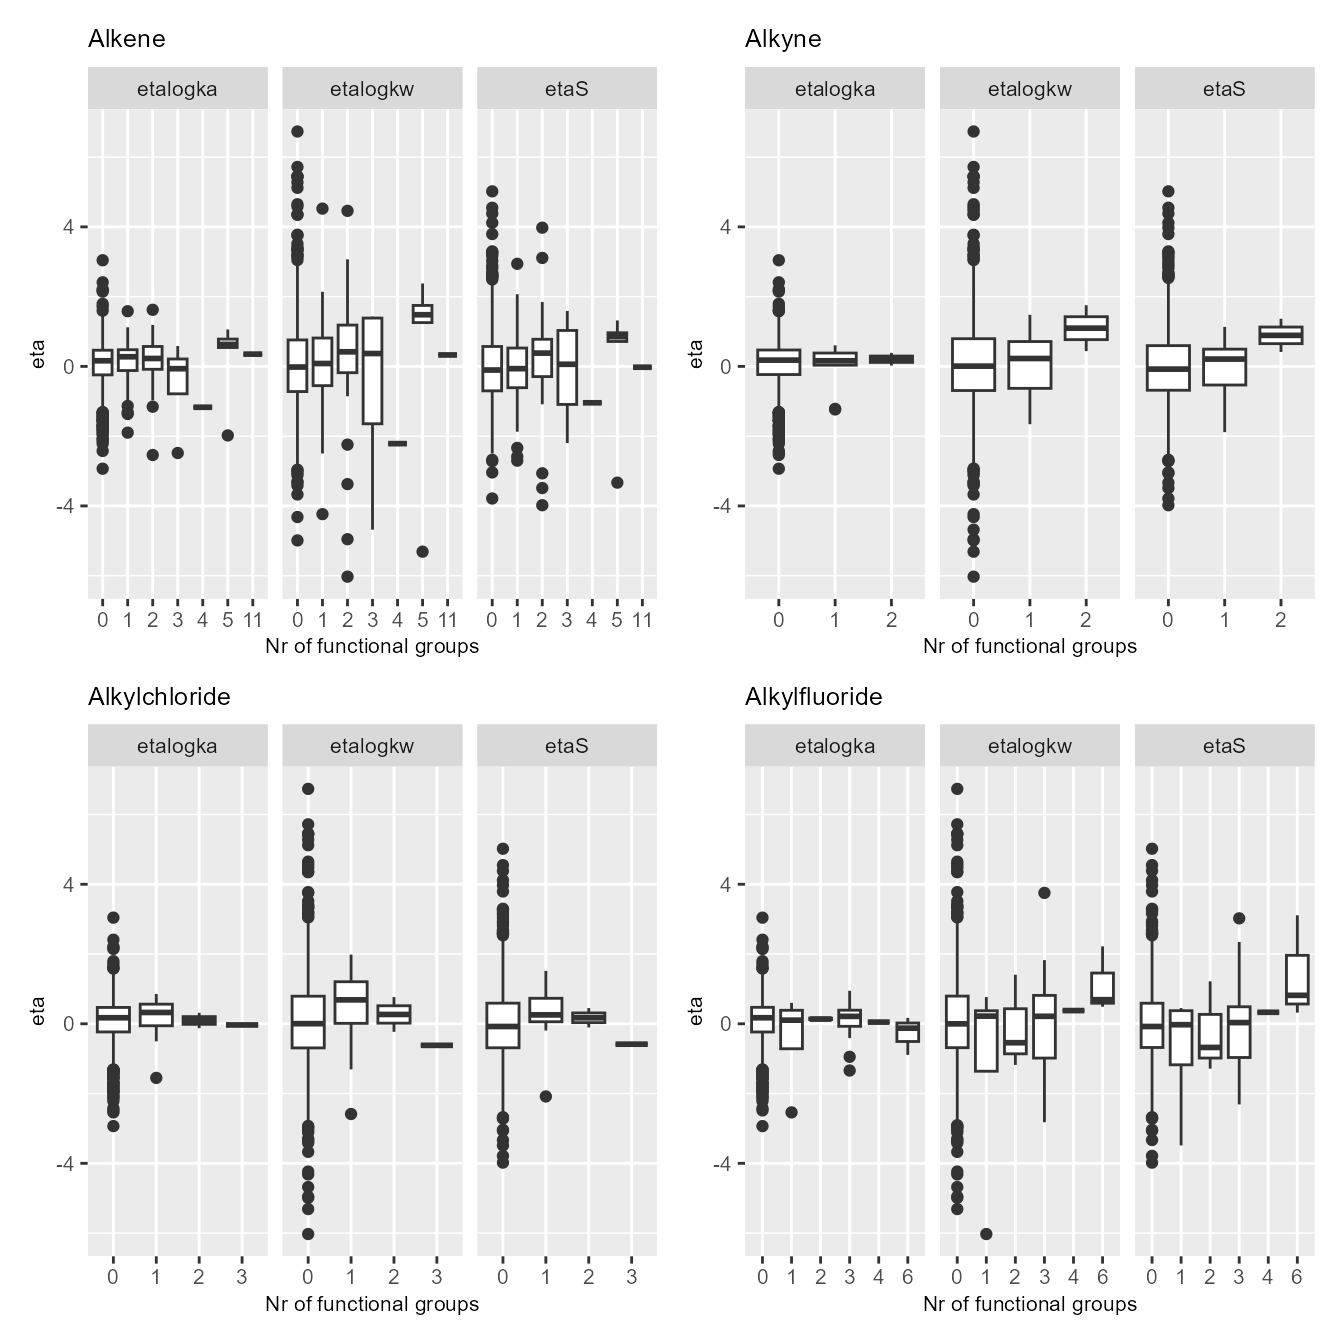 Alkene
etalogka etalogkw etaS
4
0
-4
eta
0 1 2 3 4 5 11 0 1 2 3 4 5 11 0 1 2 3 4 5 11
Nr of functional groups
Alkyne
etalogka etalogkw etaS
4
0
-4
eta
0 1 2 0 1 2 0 1 2
Nr of functional groups
Alkylchloride
etalogka etalogkw etaS
4
0
-4
eta
0 1 2 3 0 1 2 3 0 1 2 3
Nr of functional groups
Alkylfluoride
etalogka etalogkw etaS
4
0
-4
eta
0 1 2 3 4 6 0 1 2 3 4 6 0 1 2 3 4 6
Nr of functional groups